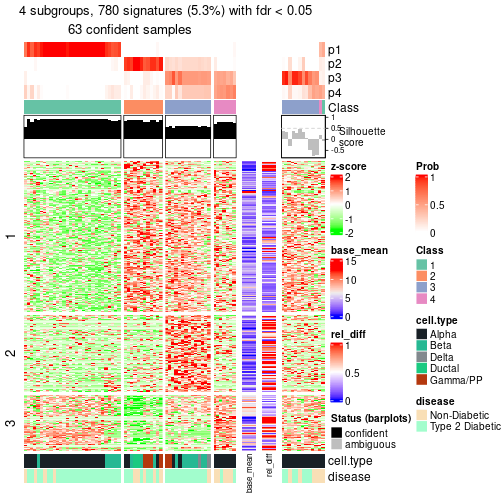 4 subgroups, 780 signatures (5.3%) with fdr < 0.05
63 confident samples
p1
p2
p3
p4
Class
1
0.5
0
-0.5
Silhouette
score
1
2
3
z-score
2
1
0
-1
-2
base_mean
15
10
5
0
rel_diff
1
0.5
0
Status (barplots)
confident
ambiguous
Prob
1
0.5
0
Class
1
2
3
4
cell.type
Alpha
Beta
Delta
Ductal
Gamma/PP
disease
Non-Diabetic
Type 2 Diabetic
cell.type
disease
base_mean
rel_diff